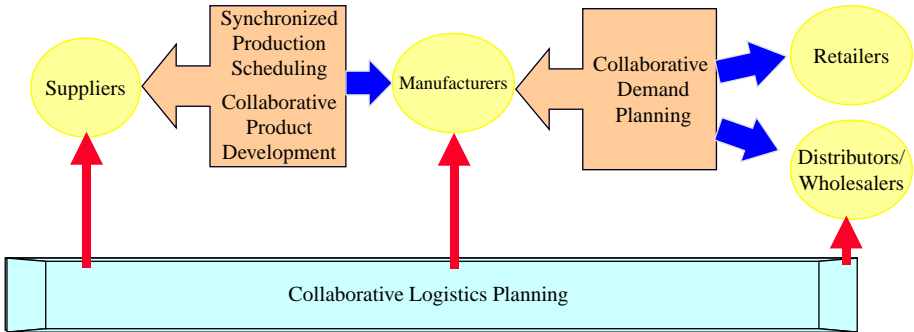 Suppliers
Synchronized
Production
Scheduling
Collaborative
Product
Development
Manufacturers
Collaborative
Demand
Planning
Retailers
Distributors/
Wholesalers
Collaborative Logistics Planning